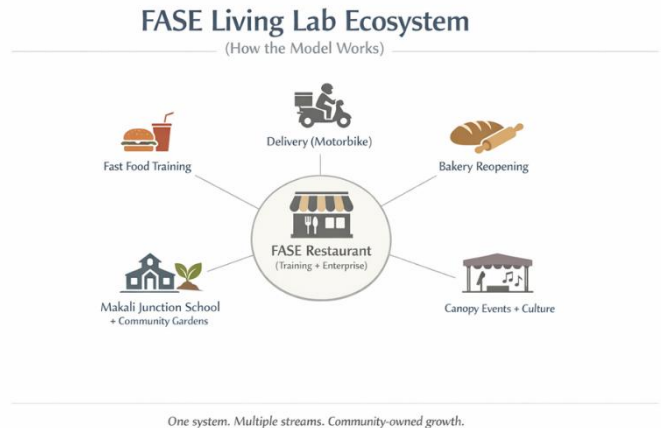 FASE Living Lab Ecosystem
(How the Model Works)
Delivery (Motorbike)
Fast Food Training
Bakery Reopening
FASE Restaurant
(Training + Enterprise)
Makali Junction School
+ Community Gardens
Canopy Events + Culture
One system. Multiple streams. Community-owned growth.